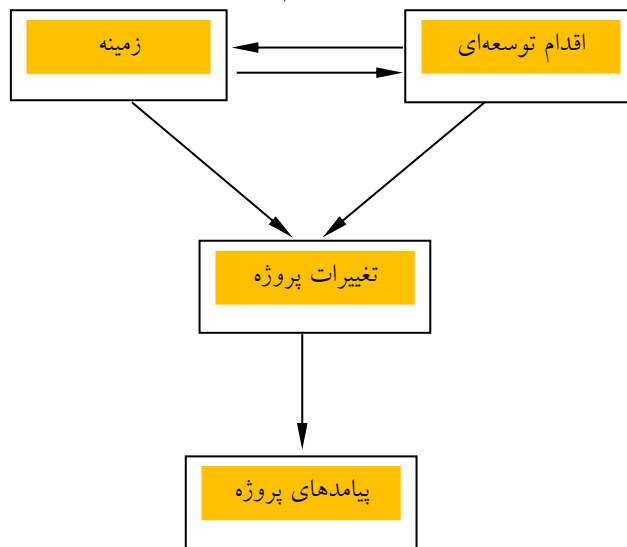 اقدام توسعه‌ای
زمینه
تغییرات پروژه
پیامدهای پروژه